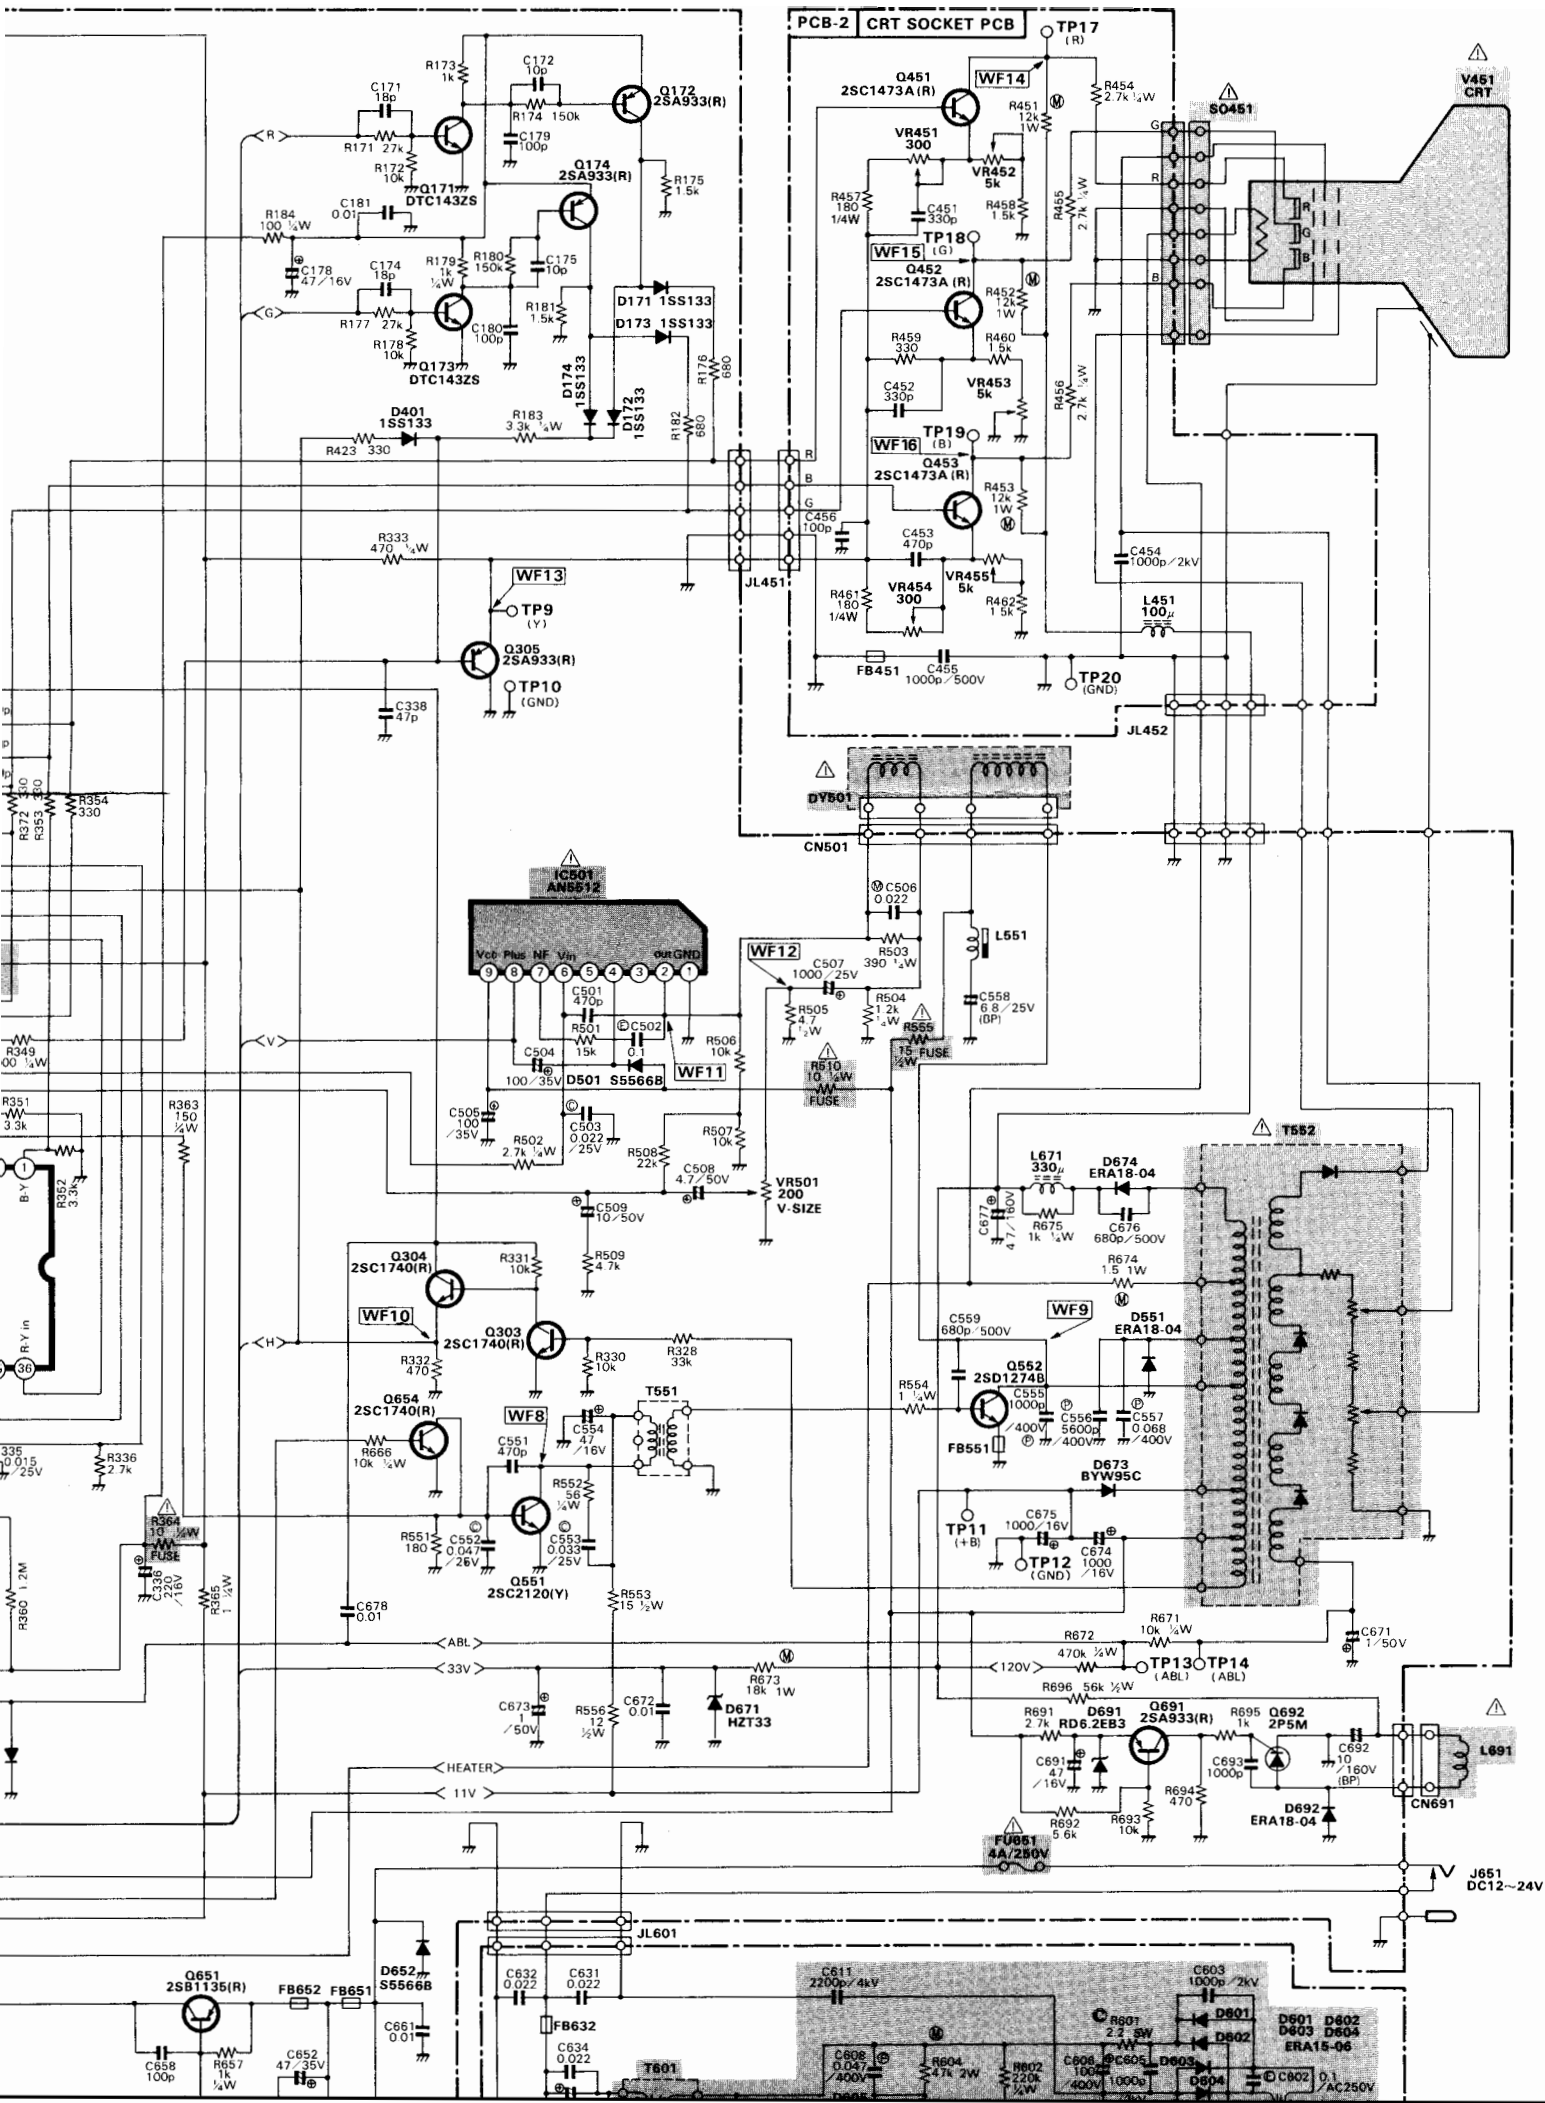 PCB-2 CRT SOCKET PCB
TP17
(R)
WF14
Q451
2SC1473A(R)
R454
2.7k ¼W
SO451
V451
CRT
R173
1k
C172
10p
Q172
2SA933(R)
C171
18p
R174 150k
C179
100p
<R>
R171 27k
R172
10k
Q171
DTC143ZS
Q174
2SA933(R)
R175
1.5k
R451
12k
1W
VR451
300
VR452
5k
R457
180
1/4W
C451
330p
R458
1.5k
R455
2.7k ¼W
G
R
B
R
G
B
R184
100 ¼W
C181
0.01
C178
47/16V
C174
18p
R179
1k
¼W
R180
150k
C175
10p
TP18
(G)
WF15
Q452
2SC1473A (R)
R452
12k
1W
<G>
R177 27k
R178
10k
Q173
DTC143ZS
C180
100p
R181
1.5k
D171 1SS133
D173 1SS133
D174
1SS133
D172
1SS133
R176
680
R182
680
R459
330
R460
1.5k
C452
330p
VR453
5k
R456
2.7k ¼W
D401
1SS133
R423 330
R183
3.3k ¼W
TP19
(B)
WF16
Q453
2SC1473A (R)
R453
12k
1W
R
B
G
C456
100p
C453
470p
VR455
5k
VR454
300
R461
180
1/4W
R462
1.5k
C454
1000p/2kV
L451
100μ
JL451
R333
470 ¼W
WF13
TP9
(Y)
Q305
2SA933(R)
TP10
(GND)
C338
47p
FB451
C455
1000p/500V
TP20
(GND)
JL452
R372 330
R353 330
R354
330
DY501
CN501
IC501
AN5512
Vcc Plus NF Vin out GND
9 8 7 6 5 4 3 2 1
C506
0.022
R503
390 ¼W
L551
WF12
C507
1000/25V
R505
4.7
½W
R504
1.2k
¼W
C558
6.8/25V
(BP)
R555
15
½W
FUSE
C501
470p
R501
15k
C502
0.1
C504
100/35V
D501 S5566B
WF11
R506
10k
R510
10 ¼W
FUSE
<V>
R349
R351
3.3k
R363
150
¼W
R352
3.3k
1
B-Y
R-Y in
36
C505
100
/35V
R502
2.7k ¼W
C503
0.022
/25V
R508
22k
R507
10k
C508
4.7/50V
VR501
200
V-SIZE
C509
10/50V
R509
4.7k
T552
L671
330μ
D674
ERA18-04
C677
4.7/160V
R675
1k ¼W
C676
680p/500V
R674
1.5 1W
Q304
2SC1740(R)
R331
10k
WF10
<H>
Q303
2SC1740(R)
R332
470
R330
10k
R328
33k
C559
680p/500V
WF9
D551
ERA18-04
R554
1 ¼W
Q552
2SD1274B
C555
1000p
/400V
C556
5600p
/400V
C557
0.068
/400V
FB551
Q654
2SC1740(R)
R666
10k ¼W
WF8
C551
470p
T551
C554
47
/16V
R552
56
¼W
R551
180
C552
0.047
/25V
Q551
2SC2120(Y)
C553
0.033
/25V
R553
15 ½W
335
0.015
/25V
R336
2.7k
R364
10 ½W
FUSE
C336
220
/16V
R360 1.2M
R365
1 ½W
D673
BYW95C
TP11
(+B)
C675
1000/16V
TP12
(GND)
C674
1000
/16V
C678
0.01
<ABL>
<33V>
R673
18k 1W
R672
470k ¼W
R671
10k ¼W
<120V>
TP13
(ABL)
TP14
(ABL)
C671
1/50V
C673
1
/50V
R556
12
½W
C672
0.01
D671
HZT33
R696 56k ½W
R691
2.7k
D691
RD6.2EB3
Q691
2SA933(R)
R695
1k
Q692
2P5M
C691
47
/16V
C693
1000p
C692
10
/160V
(BP)
L691
CN691
R692
5.6k
R693
10k
R694
470
D692
ERA18-04
<HEATER>
<11V>
FU651
4A/250V
J651
DC12~24V
JL601
Q651
2SB1135(R)
FB652 FB651
D652
S5566B
C658
100p
R657
1k
¼W
C652
47/35V
C661
0.01
C632
0.022
C631
0.022
FB632
C634
0.022
T601
C611
2200p/4kV
C603
1000p/2kV
R601
2.2 5W
D601
D602
D603
D604
D601 D602
D603 D604
ERA15-06
C608
0.047
/400V
R604
47k 2W
R602
220k
½W
C606
100
/400V
C605
1000p
C602 0.1
/AC250V